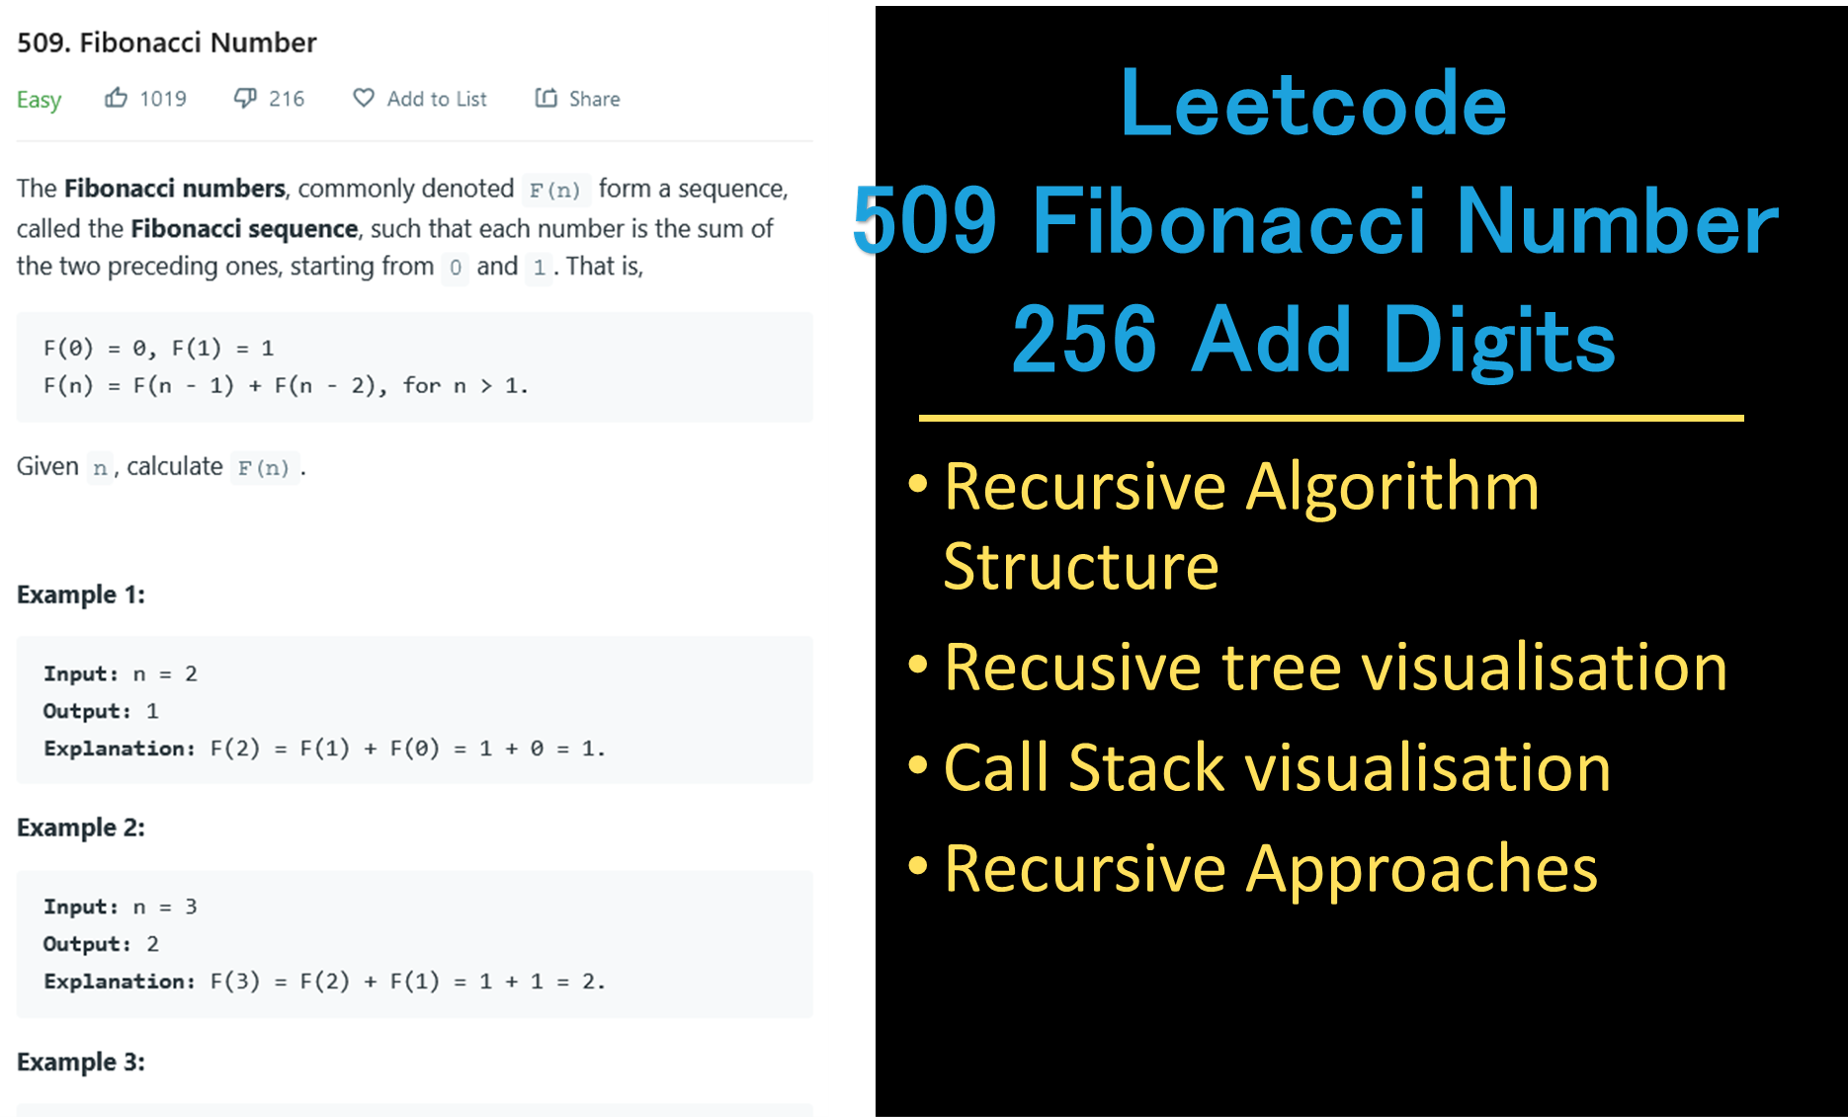 509. Fibonacci Number
Easy 1019 216 Add to List Share
The Fibonacci numbers, commonly denoted F(n) form a sequence,
called the Fibonacci sequence, such that each number is the sum of
the two preceding ones, starting from 0 and 1. That is,
F(0) = 0, F(1) = 1
F(n) = F(n - 1) + F(n - 2), for n > 1.
Given n, calculate F(n).
Example 1:
Input: n = 2
Output: 1
Explanation: F(2) = F(1) + F(0) = 1 + 0 = 1.
Example 2:
Input: n = 3
Output: 2
Explanation: F(3) = F(2) + F(1) = 1 + 1 = 2.
Example 3:
Leetcode
509 Fibonacci Number
256 Add Digits
• Recursive Algorithm
Structure
• Recusive tree visualisation
• Call Stack visualisation
• Recursive Approaches